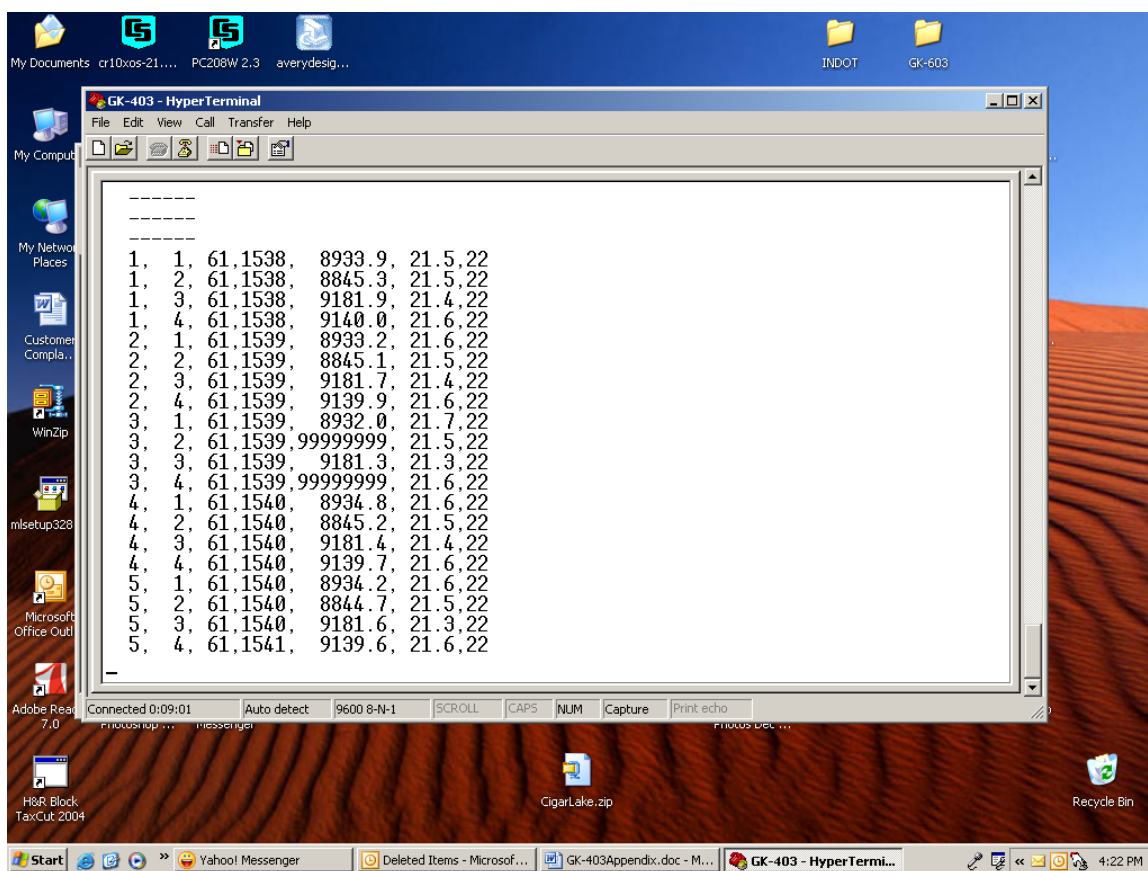 My Documents cr10xos-21.... PC208W 2.3 averydesig... INDOT GK-603
GK-403 - HyperTerminal
File Edit View Call Transfer Help
My Comput
------
------
------
1, 1, 61,1538, 8933.9, 21.5,22
1, 2, 61,1538, 8845.3, 21.5,22
1, 3, 61,1538, 9181.9, 21.4,22
1, 4, 61,1538, 9140.0, 21.6,22
2, 1, 61,1539, 8933.2, 21.6,22
2, 2, 61,1539, 8845.1, 21.5,22
2, 3, 61,1539, 9181.7, 21.4,22
2, 4, 61,1539, 9139.9, 21.6,22
3, 1, 61,1539, 8932.0, 21.7,22
3, 2, 61,1539,99999999, 21.5,22
3, 3, 61,1539, 9181.3, 21.3,22
3, 4, 61,1539,99999999, 21.6,22
4, 1, 61,1540, 8934.8, 21.6,22
4, 2, 61,1540, 8845.2, 21.5,22
4, 3, 61,1540, 9181.4, 21.4,22
4, 4, 61,1540, 9139.7, 21.6,22
5, 1, 61,1540, 8934.2, 21.6,22
5, 2, 61,1540, 8844.7, 21.5,22
5, 3, 61,1540, 9181.6, 21.3,22
5, 4, 61,1541, 9139.6, 21.6,22
My Networ
Places
Customer
Compla...
WinZip
mlsetup328
Microsoft
Office Outl
Adobe Read
7.0
Connected 0:09:01 Auto detect 9600 8-N-1 SCROLL CAPS NUM Capture Print echo
Photoshop ... Messenger Photos Dec ...
H&R Block
TaxCut 2004
CigarLake.zip
Recycle Bin
Start Yahoo! Messenger Deleted Items - Microsof... GK-403Appendix.doc - M... GK-403 - HyperTermi... 4:22 PM